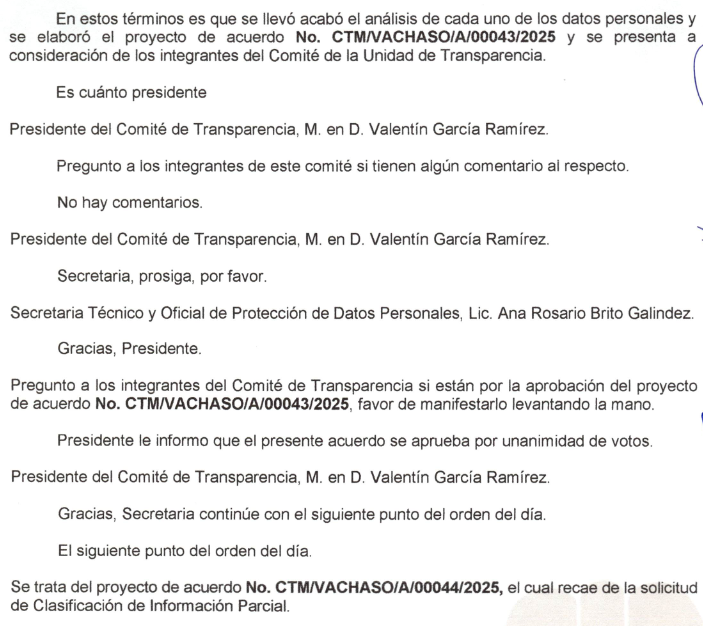 En estos términos es que se llevó acabó el análisis de cada uno de los datos personales y
se elaboró el proyecto de acuerdo No. CTM/VACHASO/A/00043/2025 y se presenta a
consideración de los integrantes del Comité de la Unidad de Transparencia.
Es cuánto presidente
Presidente del Comité de Transparencia, M. en D. Valentín García Ramírez.
Pregunto a los integrantes de este comité si tienen algún comentario al respecto.
No hay comentarios.
Presidente del Comité de Transparencia, M. en D. Valentín García Ramírez.
Secretaria, prosiga, por favor.
Secretaria Técnico y Oficial de Protección de Datos Personales, Lic. Ana Rosario Brito Galindez.
Gracias, Presidente.
Pregunto a los integrantes del Comité de Transparencia si están por la aprobación del proyecto
de acuerdo No. CTM/VACHASO/A/00043/2025, favor de manifestarlo levantando la mano.
Presidente le informo que el presente acuerdo se aprueba por unanimidad de votos.
Presidente del Comité de Transparencia, M. en D. Valentín García Ramírez.
Gracias, Secretaria continúe con el siguiente punto del orden del día.
El siguiente punto del orden del día.
Se trata del proyecto de acuerdo No. CTM/VACHASO/A/00044/2025, el cual recae de la solicitud
de Clasificación de Información Parcial.